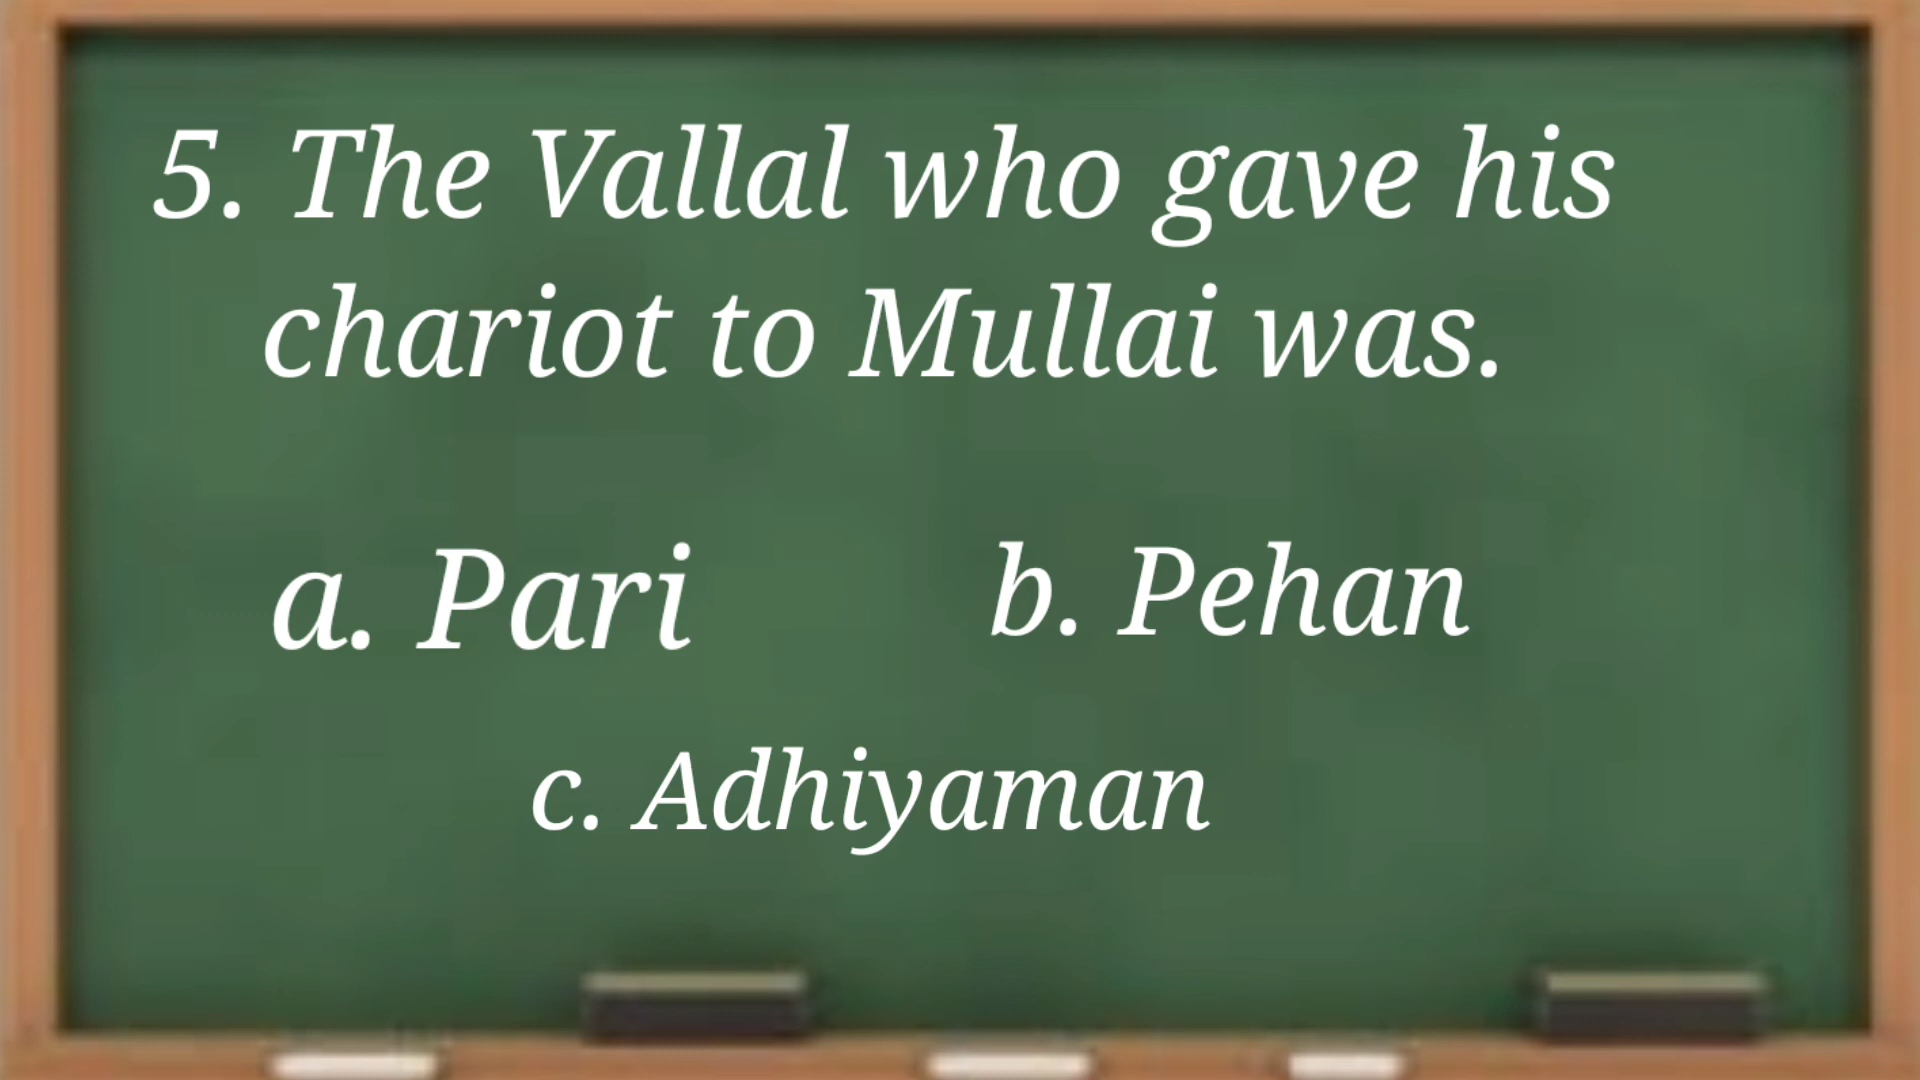 5. The Vallal who gave his
chariot to Mullai was.
a. Pari
b. Pehan
c. Adhiyaman